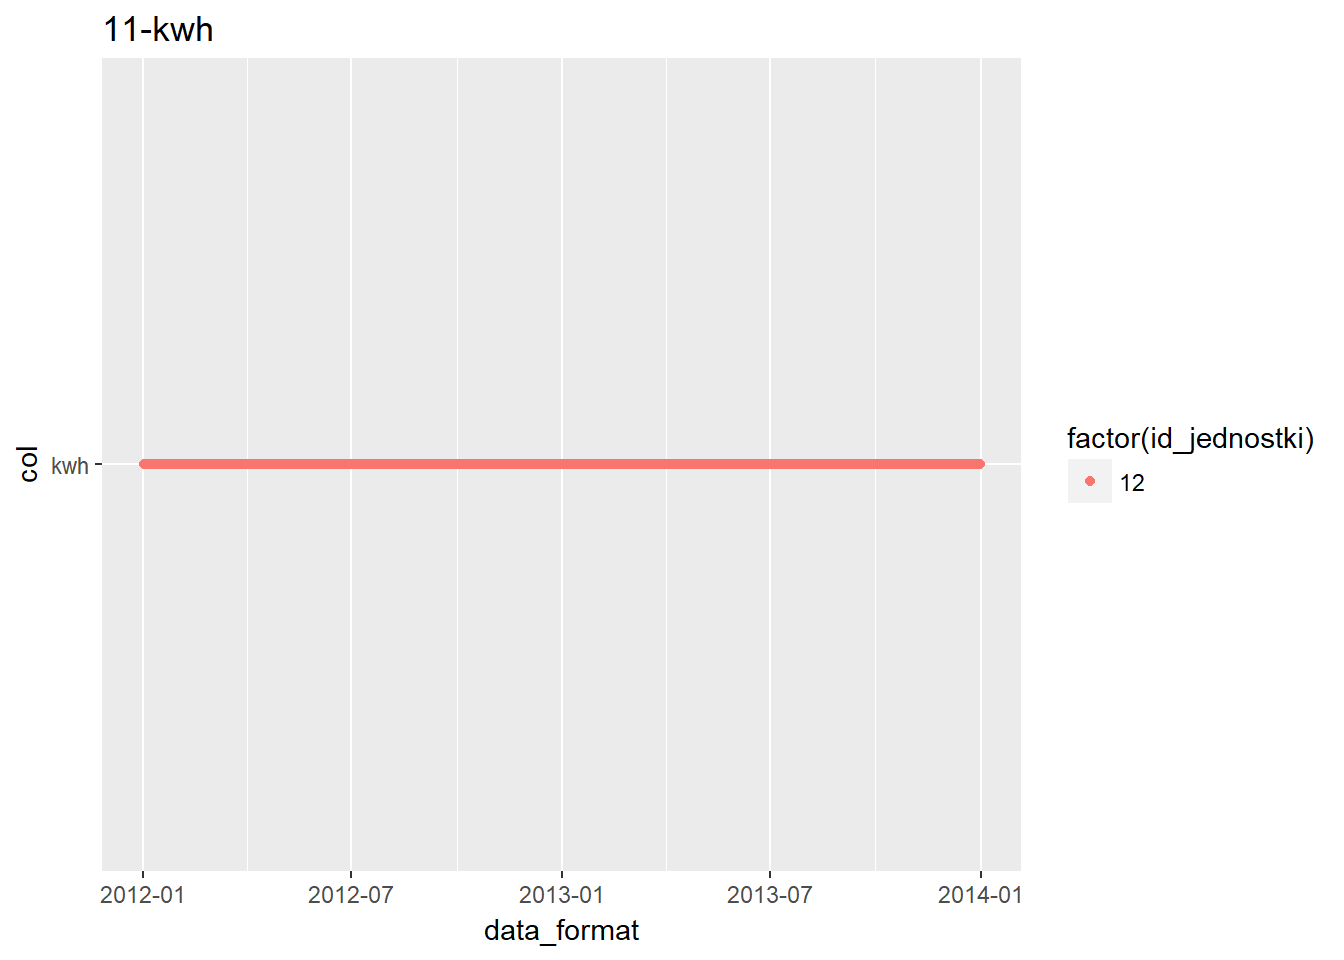 11-kwh
col
kwh
factor(id_jednostki)
12
2012-01 2012-07 2013-01 2013-07 2014-01
data_format